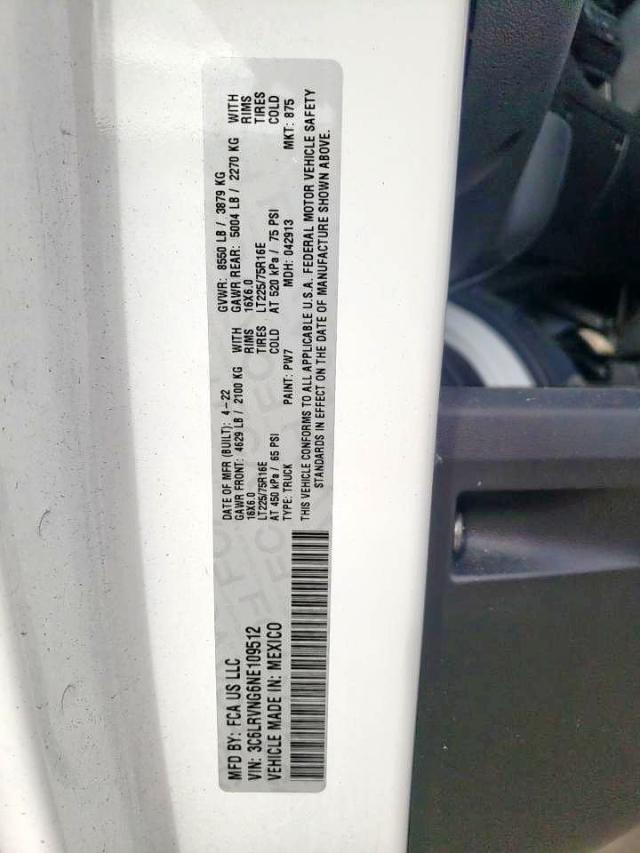 MFD BY: FCA US LLC
VIN: 3C6LRVNG6NE109512
VEHICLE MADE IN: MEXICO
DATE OF MFR (BUILT): 4-22 GVWR: 8550 LB / 3879 KG
GAWR FRONT: 4629 LB / 2100 KG WITH GAWR REAR: 5004 LB / 2270 KG WITH
16X6.0 RIMS 16X6.0 RIMS
LT225/75R16E TIRES LT225/75R16E TIRES
AT 450 kPa / 65 PSI COLD AT 520 kPa / 75 PSI COLD
TYPE: TRUCK PAINT: PW7 MDH: 042913 MKT: 875
THIS VEHICLE CONFORMS TO ALL APPLICABLE U.S.A. FEDERAL MOTOR VEHICLE SAFETY
STANDARDS IN EFFECT ON THE DATE OF MANUFACTURE SHOWN ABOVE.